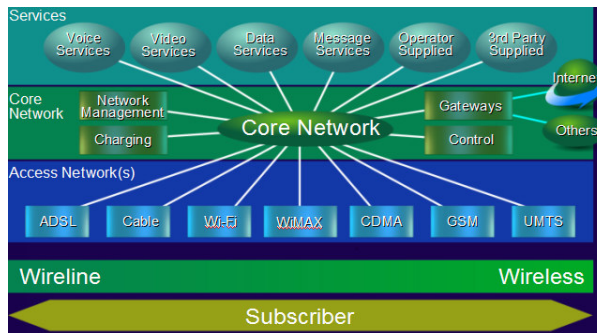 Services
Voice
Services
Video
Services
Data
Services
Message
Services
Operator
Supplied
3rd Party
Supplied
Core
Network
Network
Management
Charging
Core Network
Gateways
Control
Interne
Others
Access Network(s)
ADSL
Cable
Wi-Fi
WiMAX
CDMA
GSM
UMTS
Wireline
Wireless
Subscriber